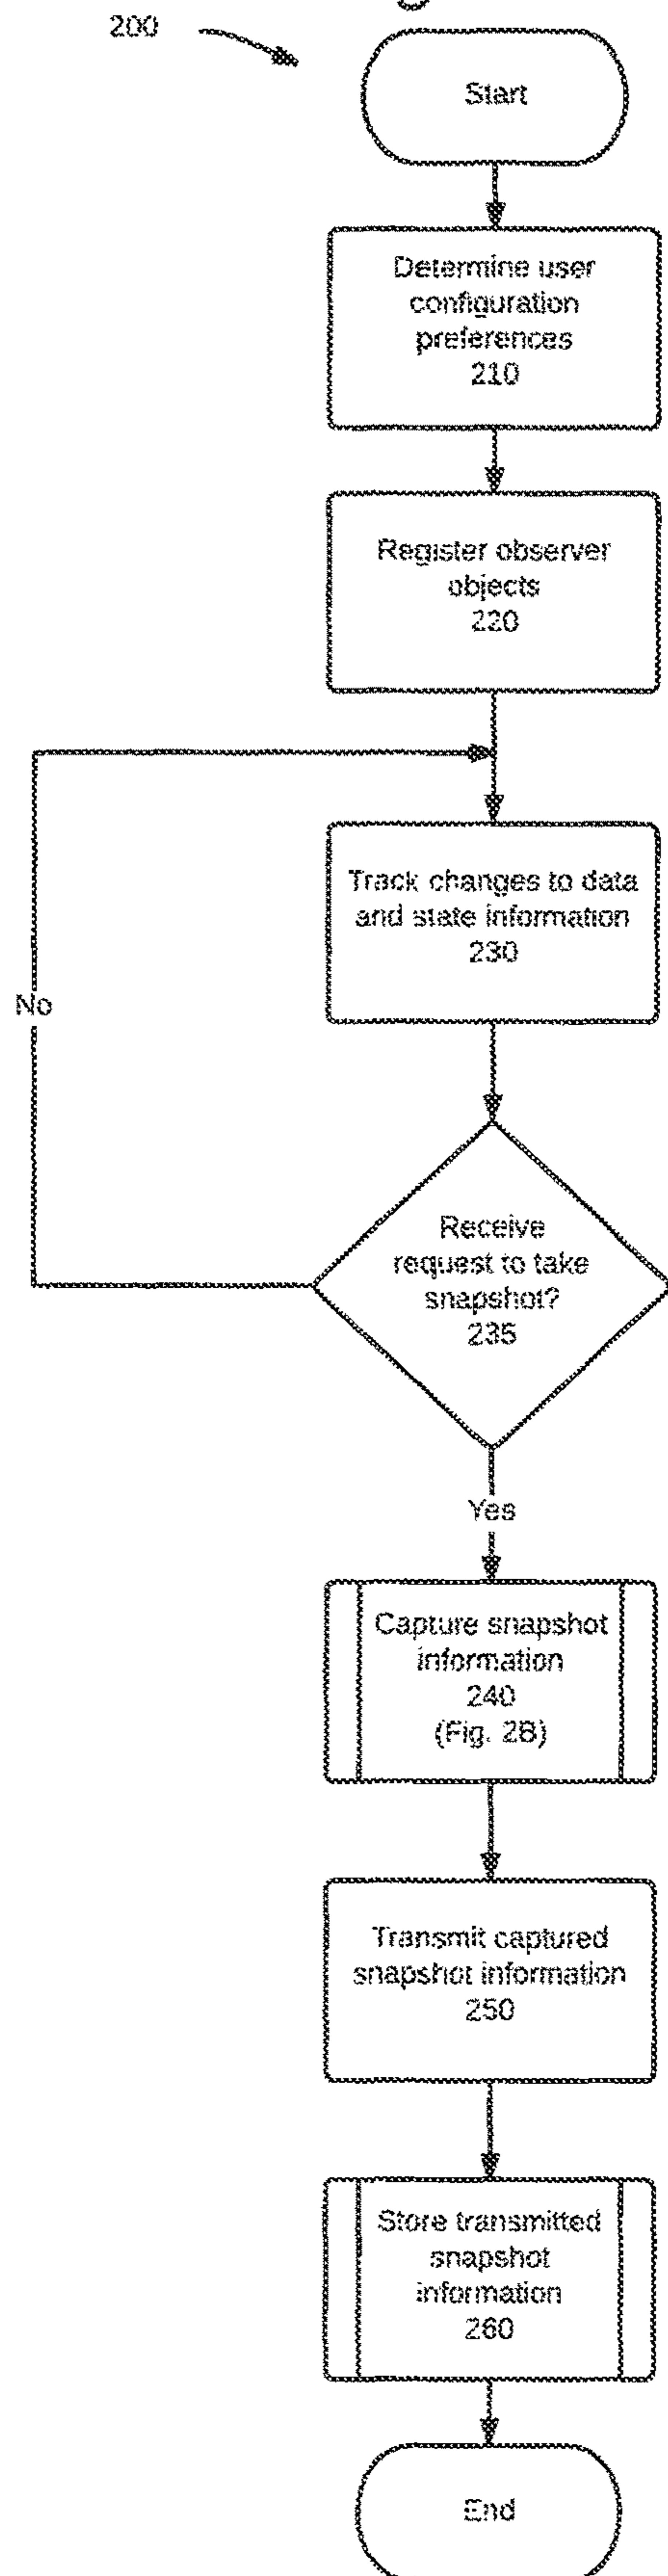 200
Start
Determine user
configuration
preferences
210
Register observer
objects
220
Track changes to data
and state information
230
No
Receive
request to take
snapshot?
235
Yes
Capture snapshot
information
240
(Fig. 2B)
Transmit captured
snapshot information
250
Store transmitted
snapshot
information
260
End